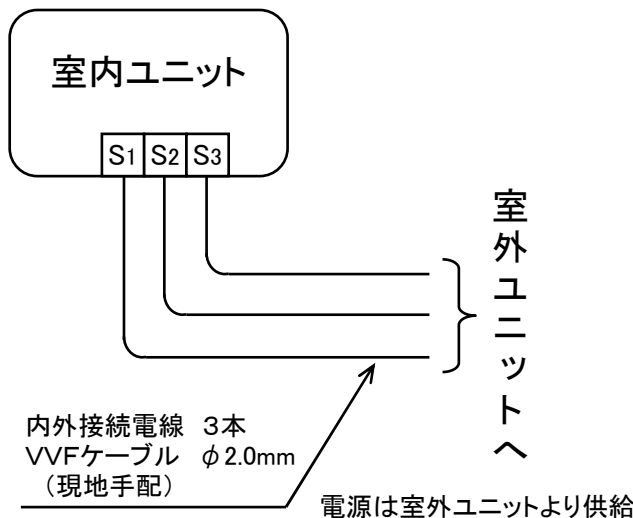 室内ユニット
S1 S2 S3
室外ユニットへ
内外接続電線 3本
VVFケーブル φ2.0mm
(現地手配)
電源は室外ユニットより供給